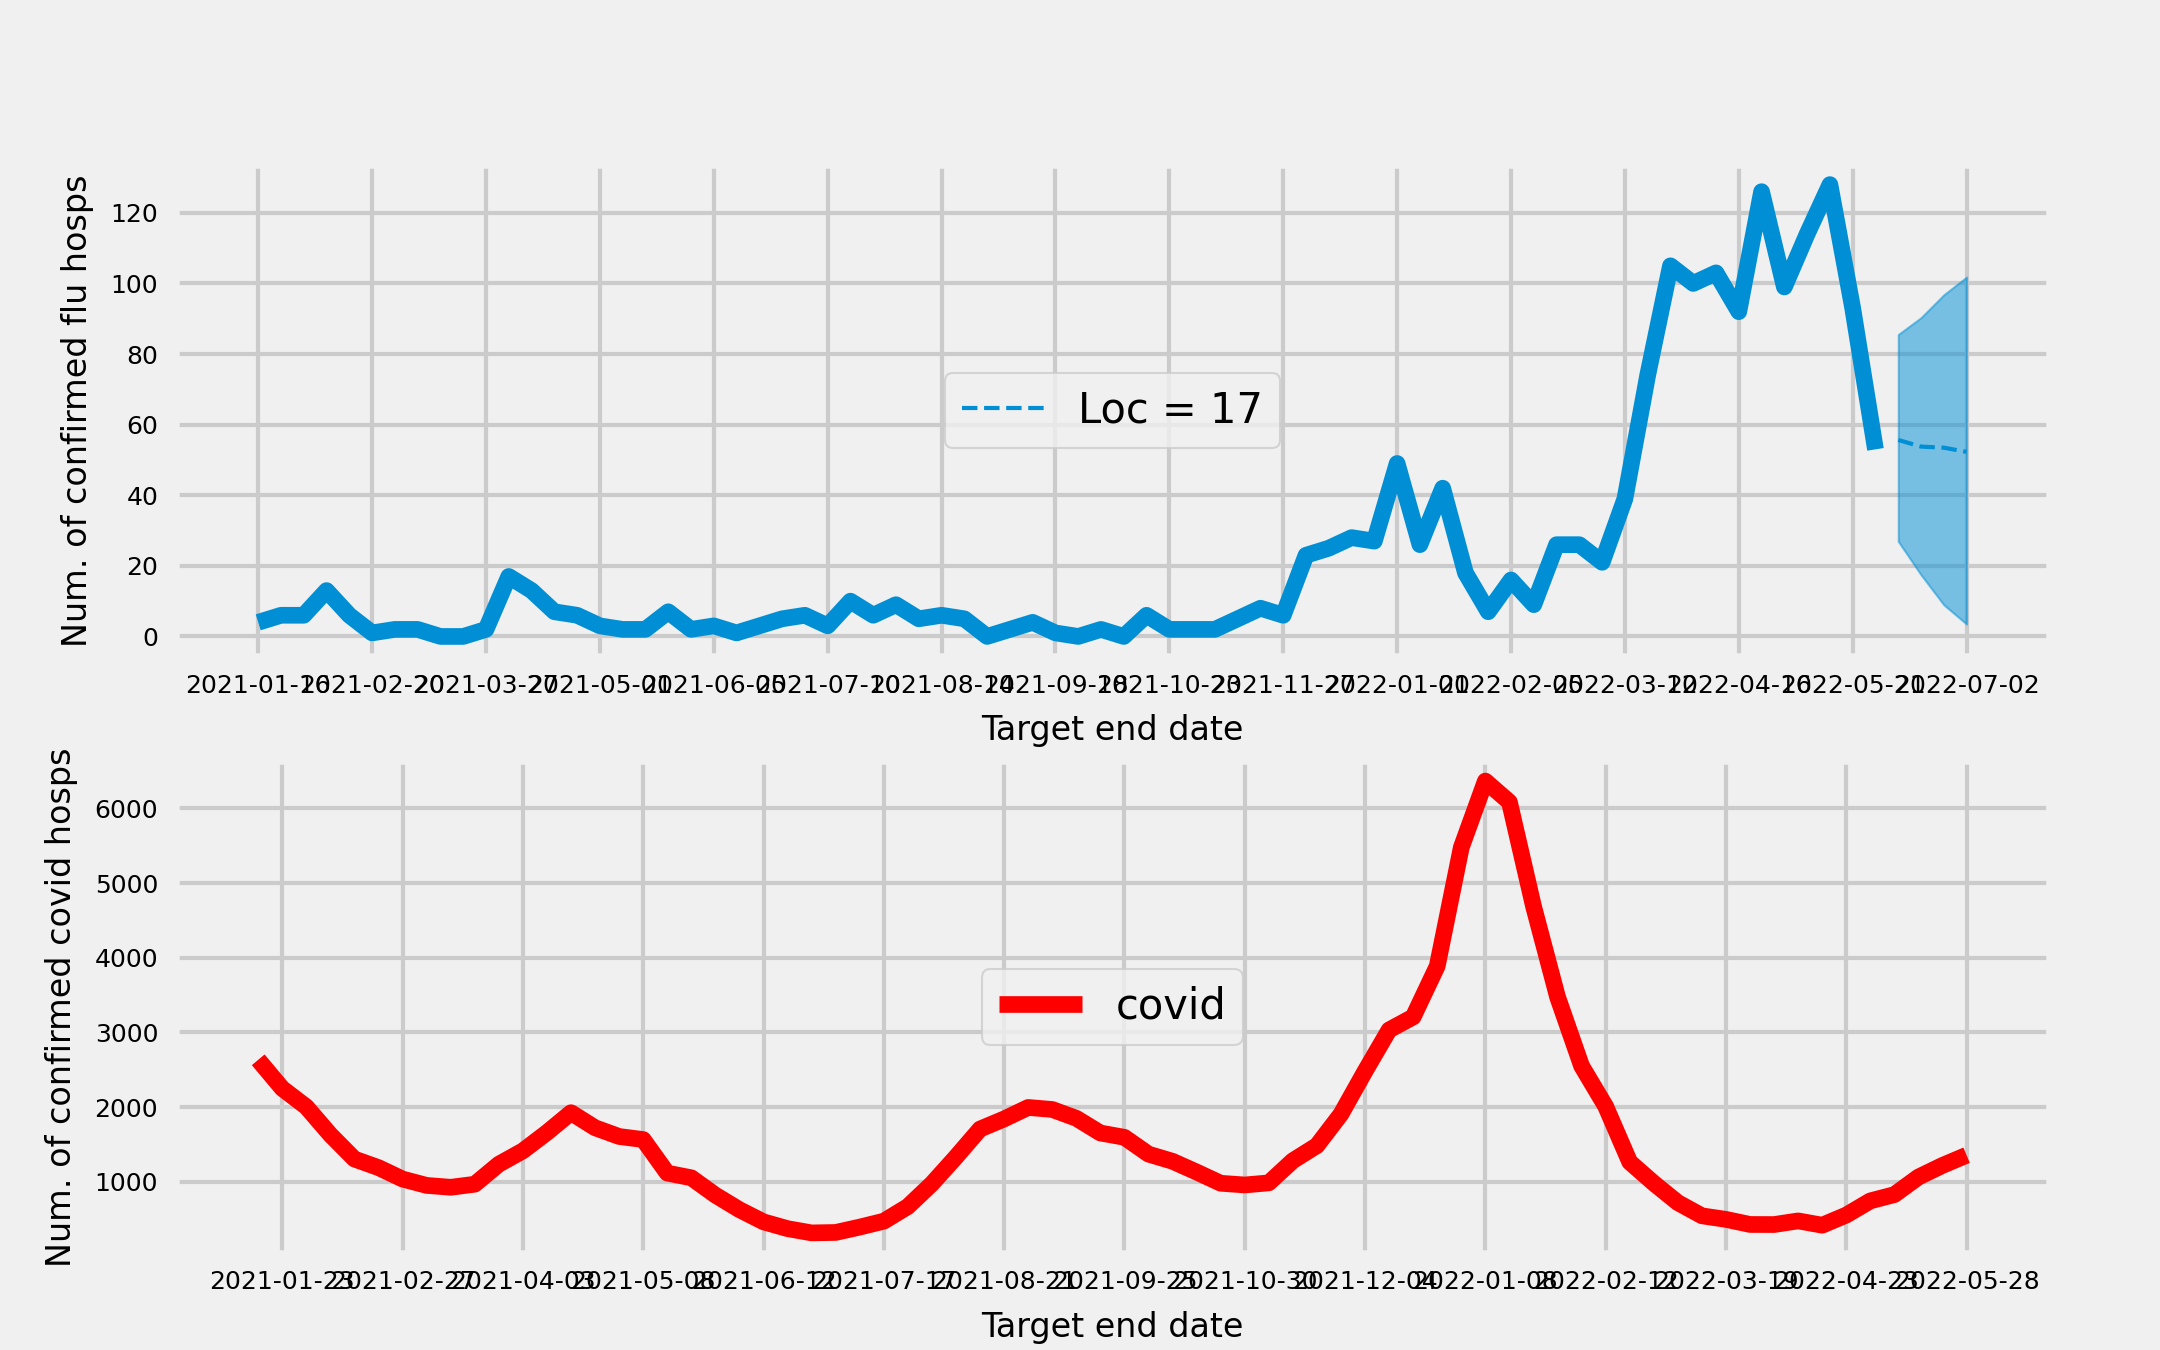 Num. of confirmed flu hosps
120
100
80
60
40
20
0
Loc = 17
2021-01-16 2021-02-20 2021-03-27 2021-05-01 2021-06-05 2021-07-10 2021-08-14 2021-09-18 2021-10-23 2021-11-27 2022-01-01 2022-02-05 2022-03-12 2022-04-16 2022-05-21 2022-07-02
Target end date
Num. of confirmed covid hosps
6000
5000
4000
3000
2000
1000
covid
2021-01-23 2021-02-27 2021-04-03 2021-05-08 2021-06-12 2021-07-17 2021-08-21 2021-09-25 2021-10-30 2021-12-04 2022-01-08 2022-02-12 2022-03-19 2022-04-23 2022-05-28
Target end date